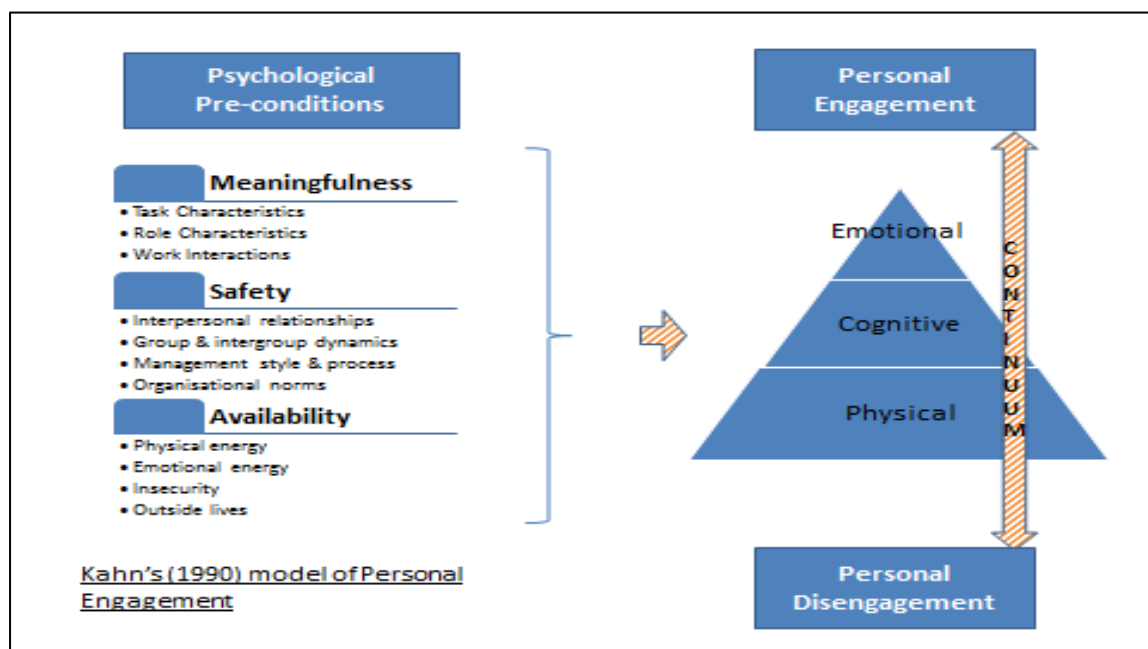 Psychological
Pre-conditions
Meaningfulness
• Task Characteristics
• Role Characteristics
• Work Interactions
Safety
• Interpersonal relationships
• Group & intergroup dynamics
• Management style & process
• Organisational norms
Availability
• Physical energy
• Emotional energy
• Insecurity
• Outside lives
Kahn's (1990) model of Personal
Engagement
Personal
Engagement
Emotional
Cognitive
Physical
CONTINUUM
Personal
Disengagement